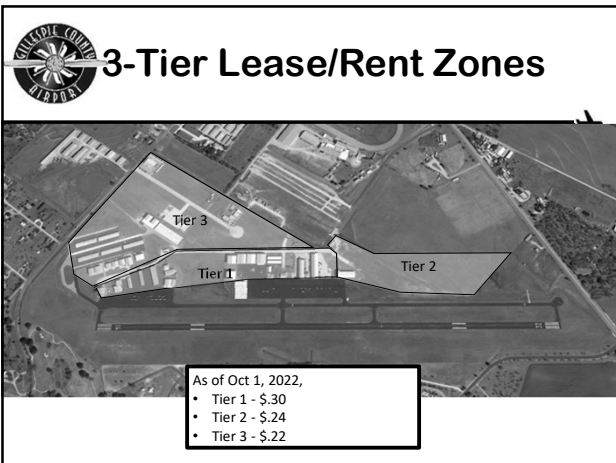 GILLESPIE COUNTY
AIRPORT
3-Tier Lease/Rent Zones
Tier 3
Tier 1
Tier 2
As of Oct 1, 2022,
• Tier 1 - $.30
• Tier 2 - $.24
• Tier 3 - $.22